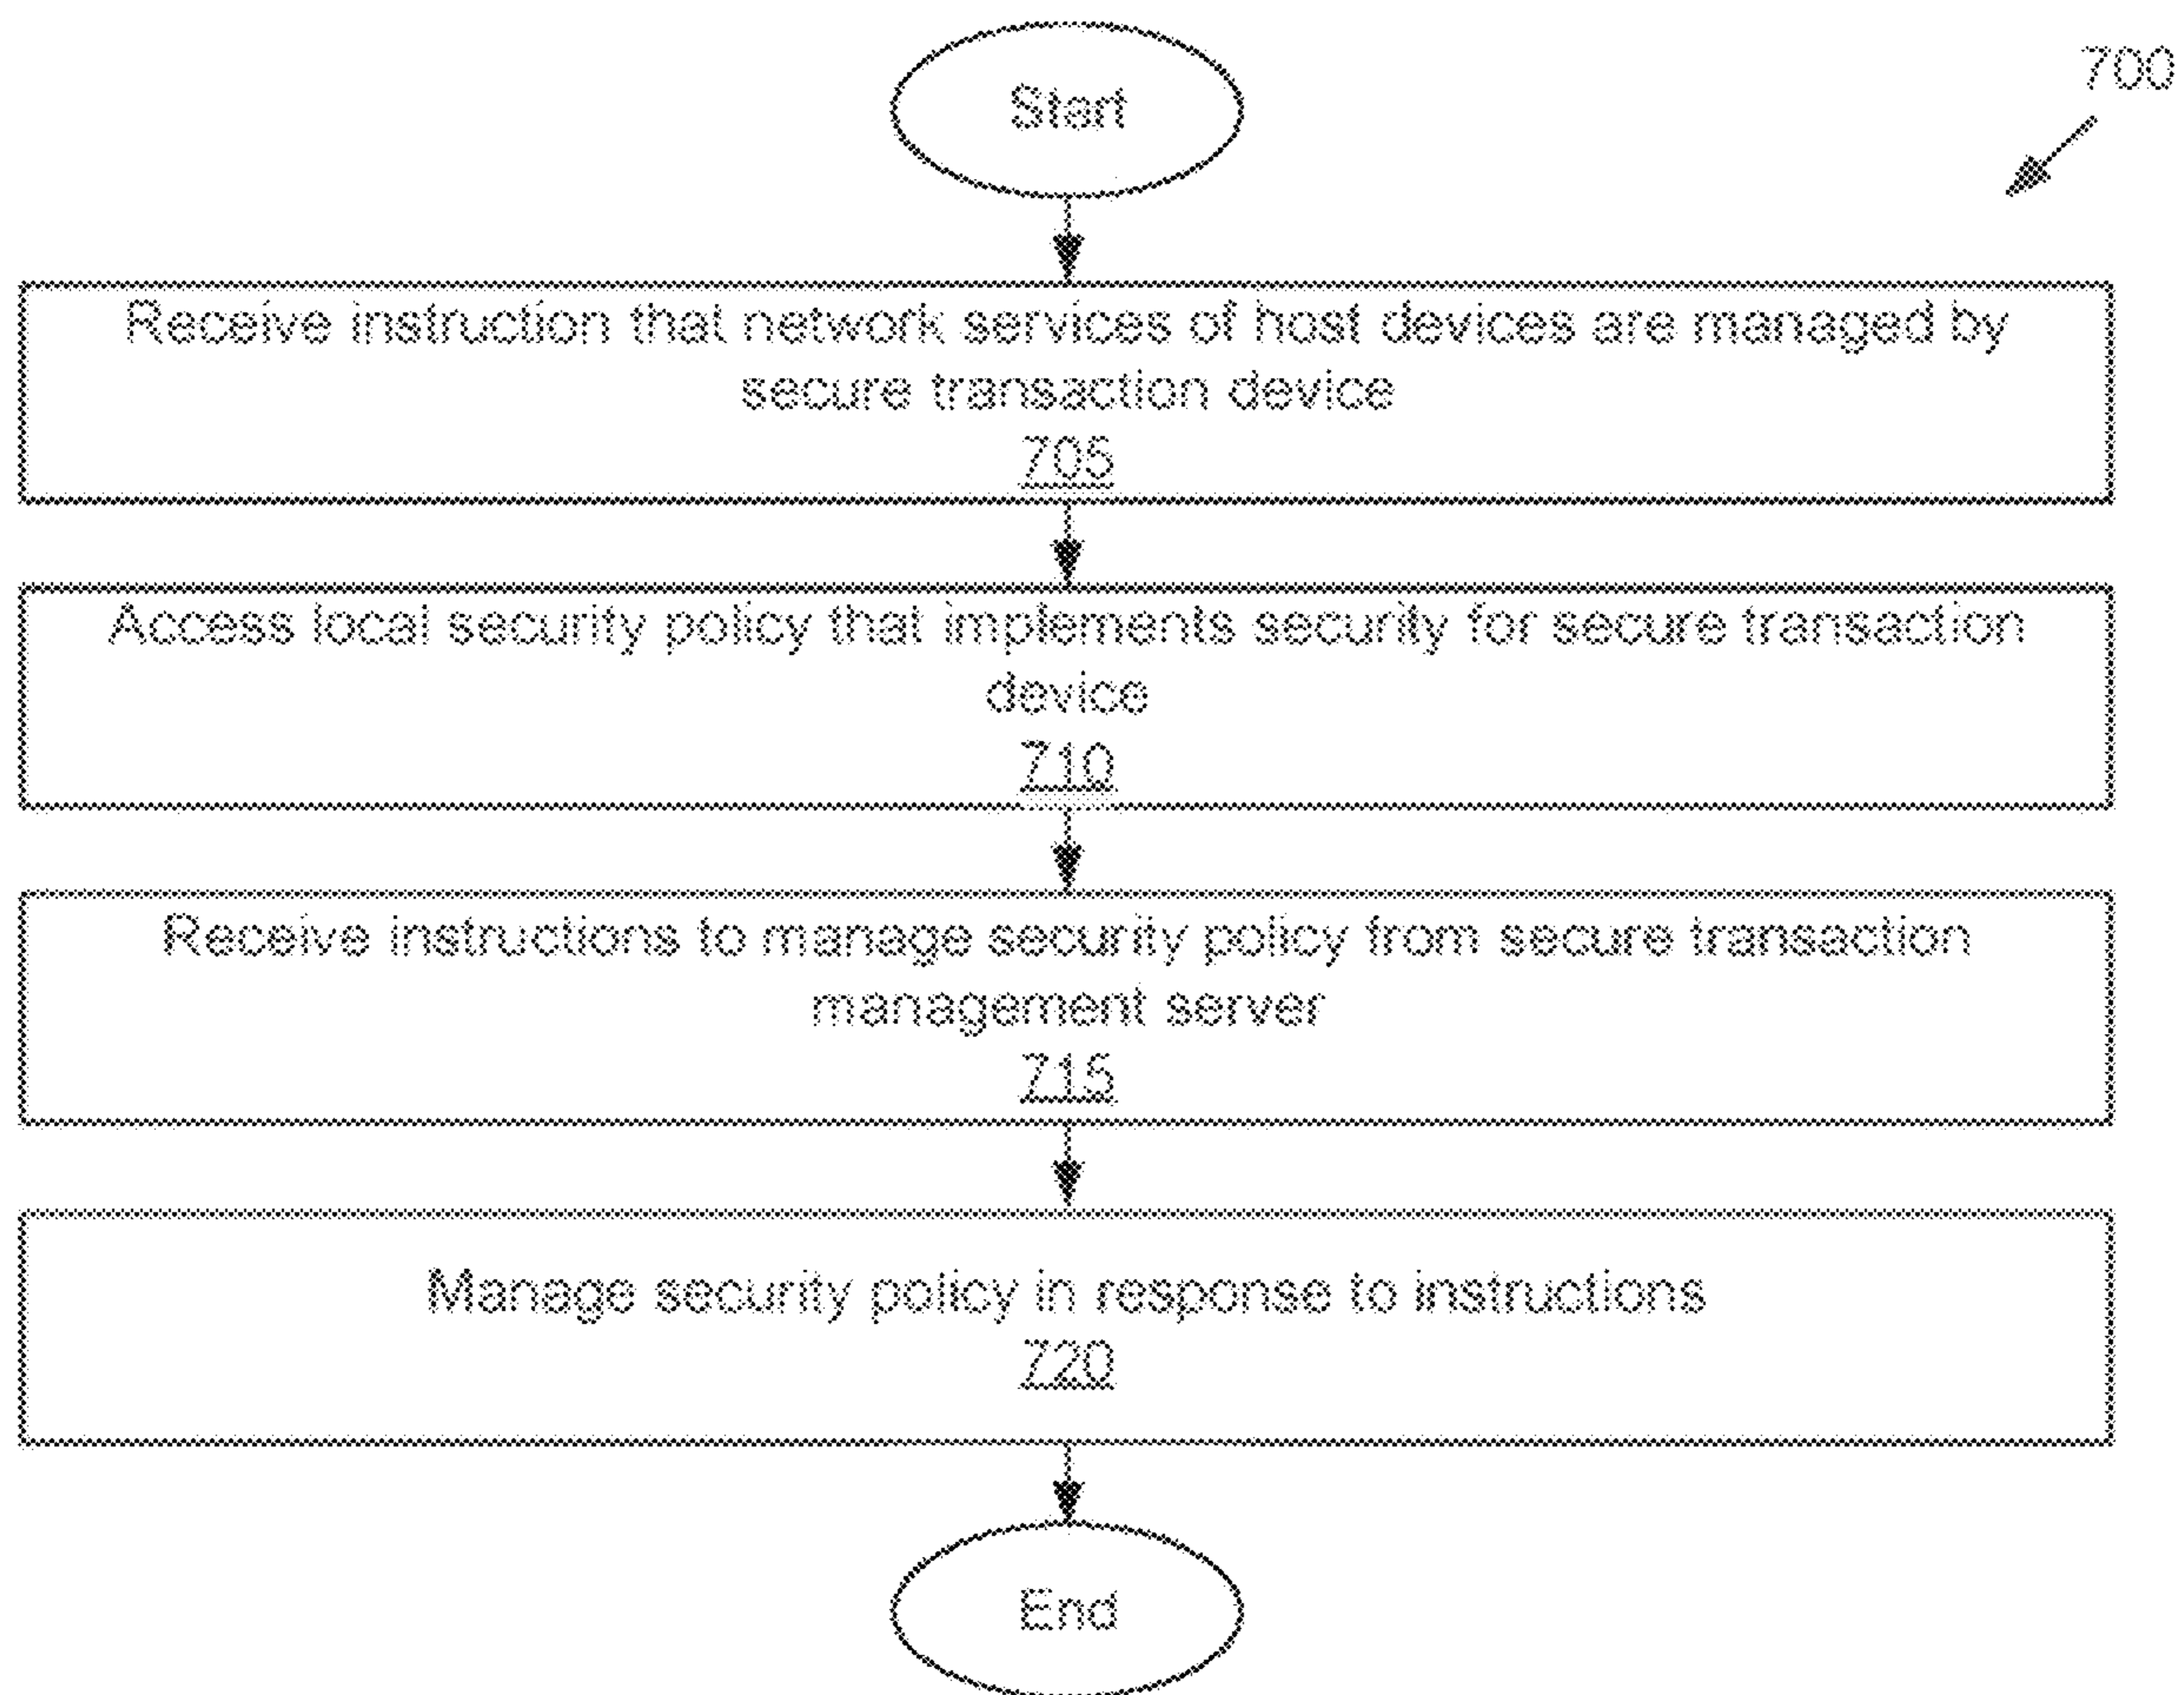 Start
700
Receive instruction that network services of host devices are managed by
secure transaction device
705
Access local security policy that implements security for secure transaction
device
710
Receive instructions to manage security policy from secure transaction
management server
715
Manage security policy in response to instructions
720
End